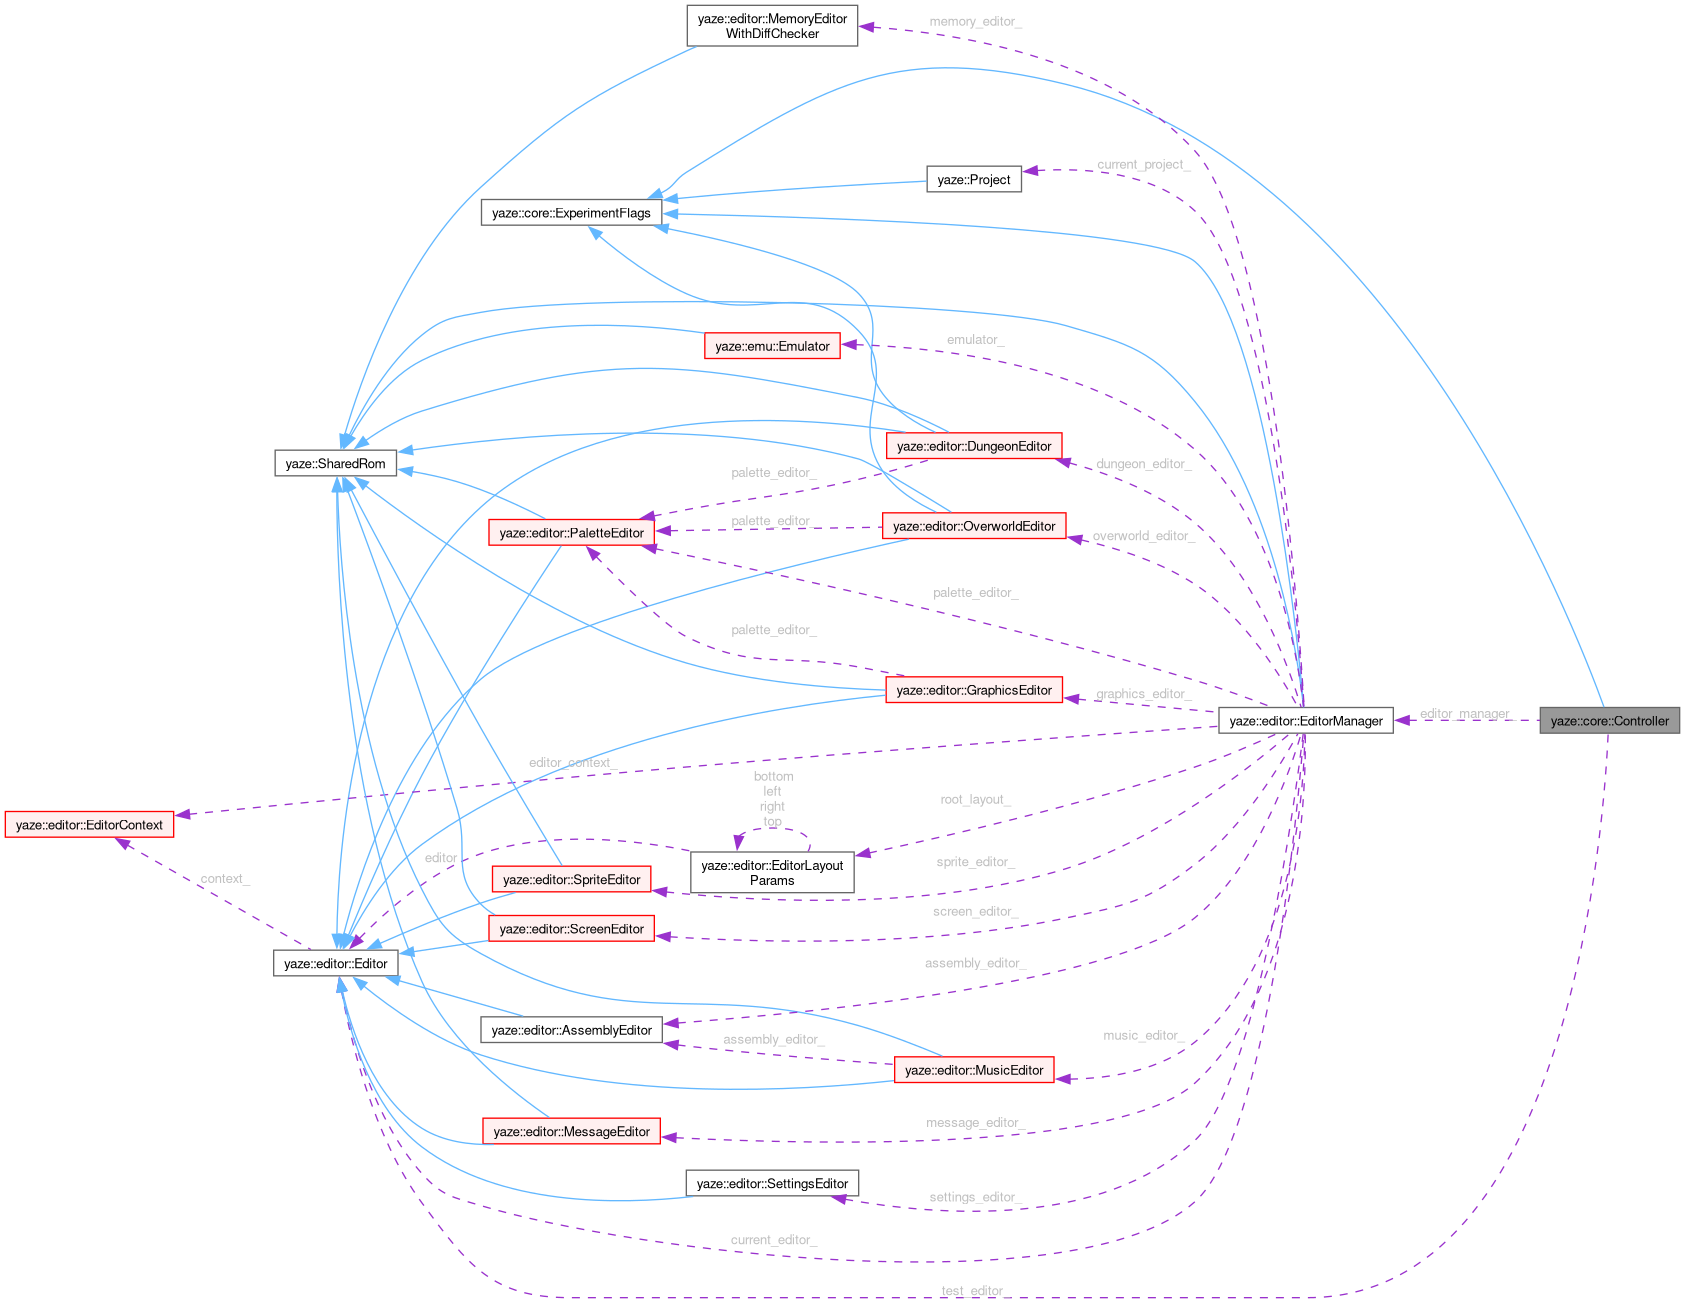 yaze::editor::MemoryEditor
WithDiffChecker
memory_editor_
current_project_
yaze::Project
yaze::core::ExperimentFlags
emulator_
yaze::emu::Emulator
yaze::editor::DungeonEditor
dungeon_editor_
yaze::SharedRom
palette_editor_
palette_editor_
yaze::editor::OverworldEditor
overworld_editor_
yaze::editor::PaletteEditor
palette_editor_
palette_editor_
yaze::editor::GraphicsEditor
graphics_editor_
yaze::editor::EditorManager
editor_manager_
yaze::core::Controller
editor_context_
bottom
left
right
top
root_layout_
yaze::editor::EditorContext
editor
yaze::editor::EditorLayout
Params
sprite_editor_
context_
yaze::editor::SpriteEditor
screen_editor_
yaze::editor::ScreenEditor
yaze::editor::Editor
assembly_editor_
yaze::editor::AssemblyEditor
assembly_editor_
music_editor_
yaze::editor::MusicEditor
yaze::editor::MessageEditor
message_editor_
yaze::editor::SettingsEditor
settings_editor_
current_editor_
test_editor_